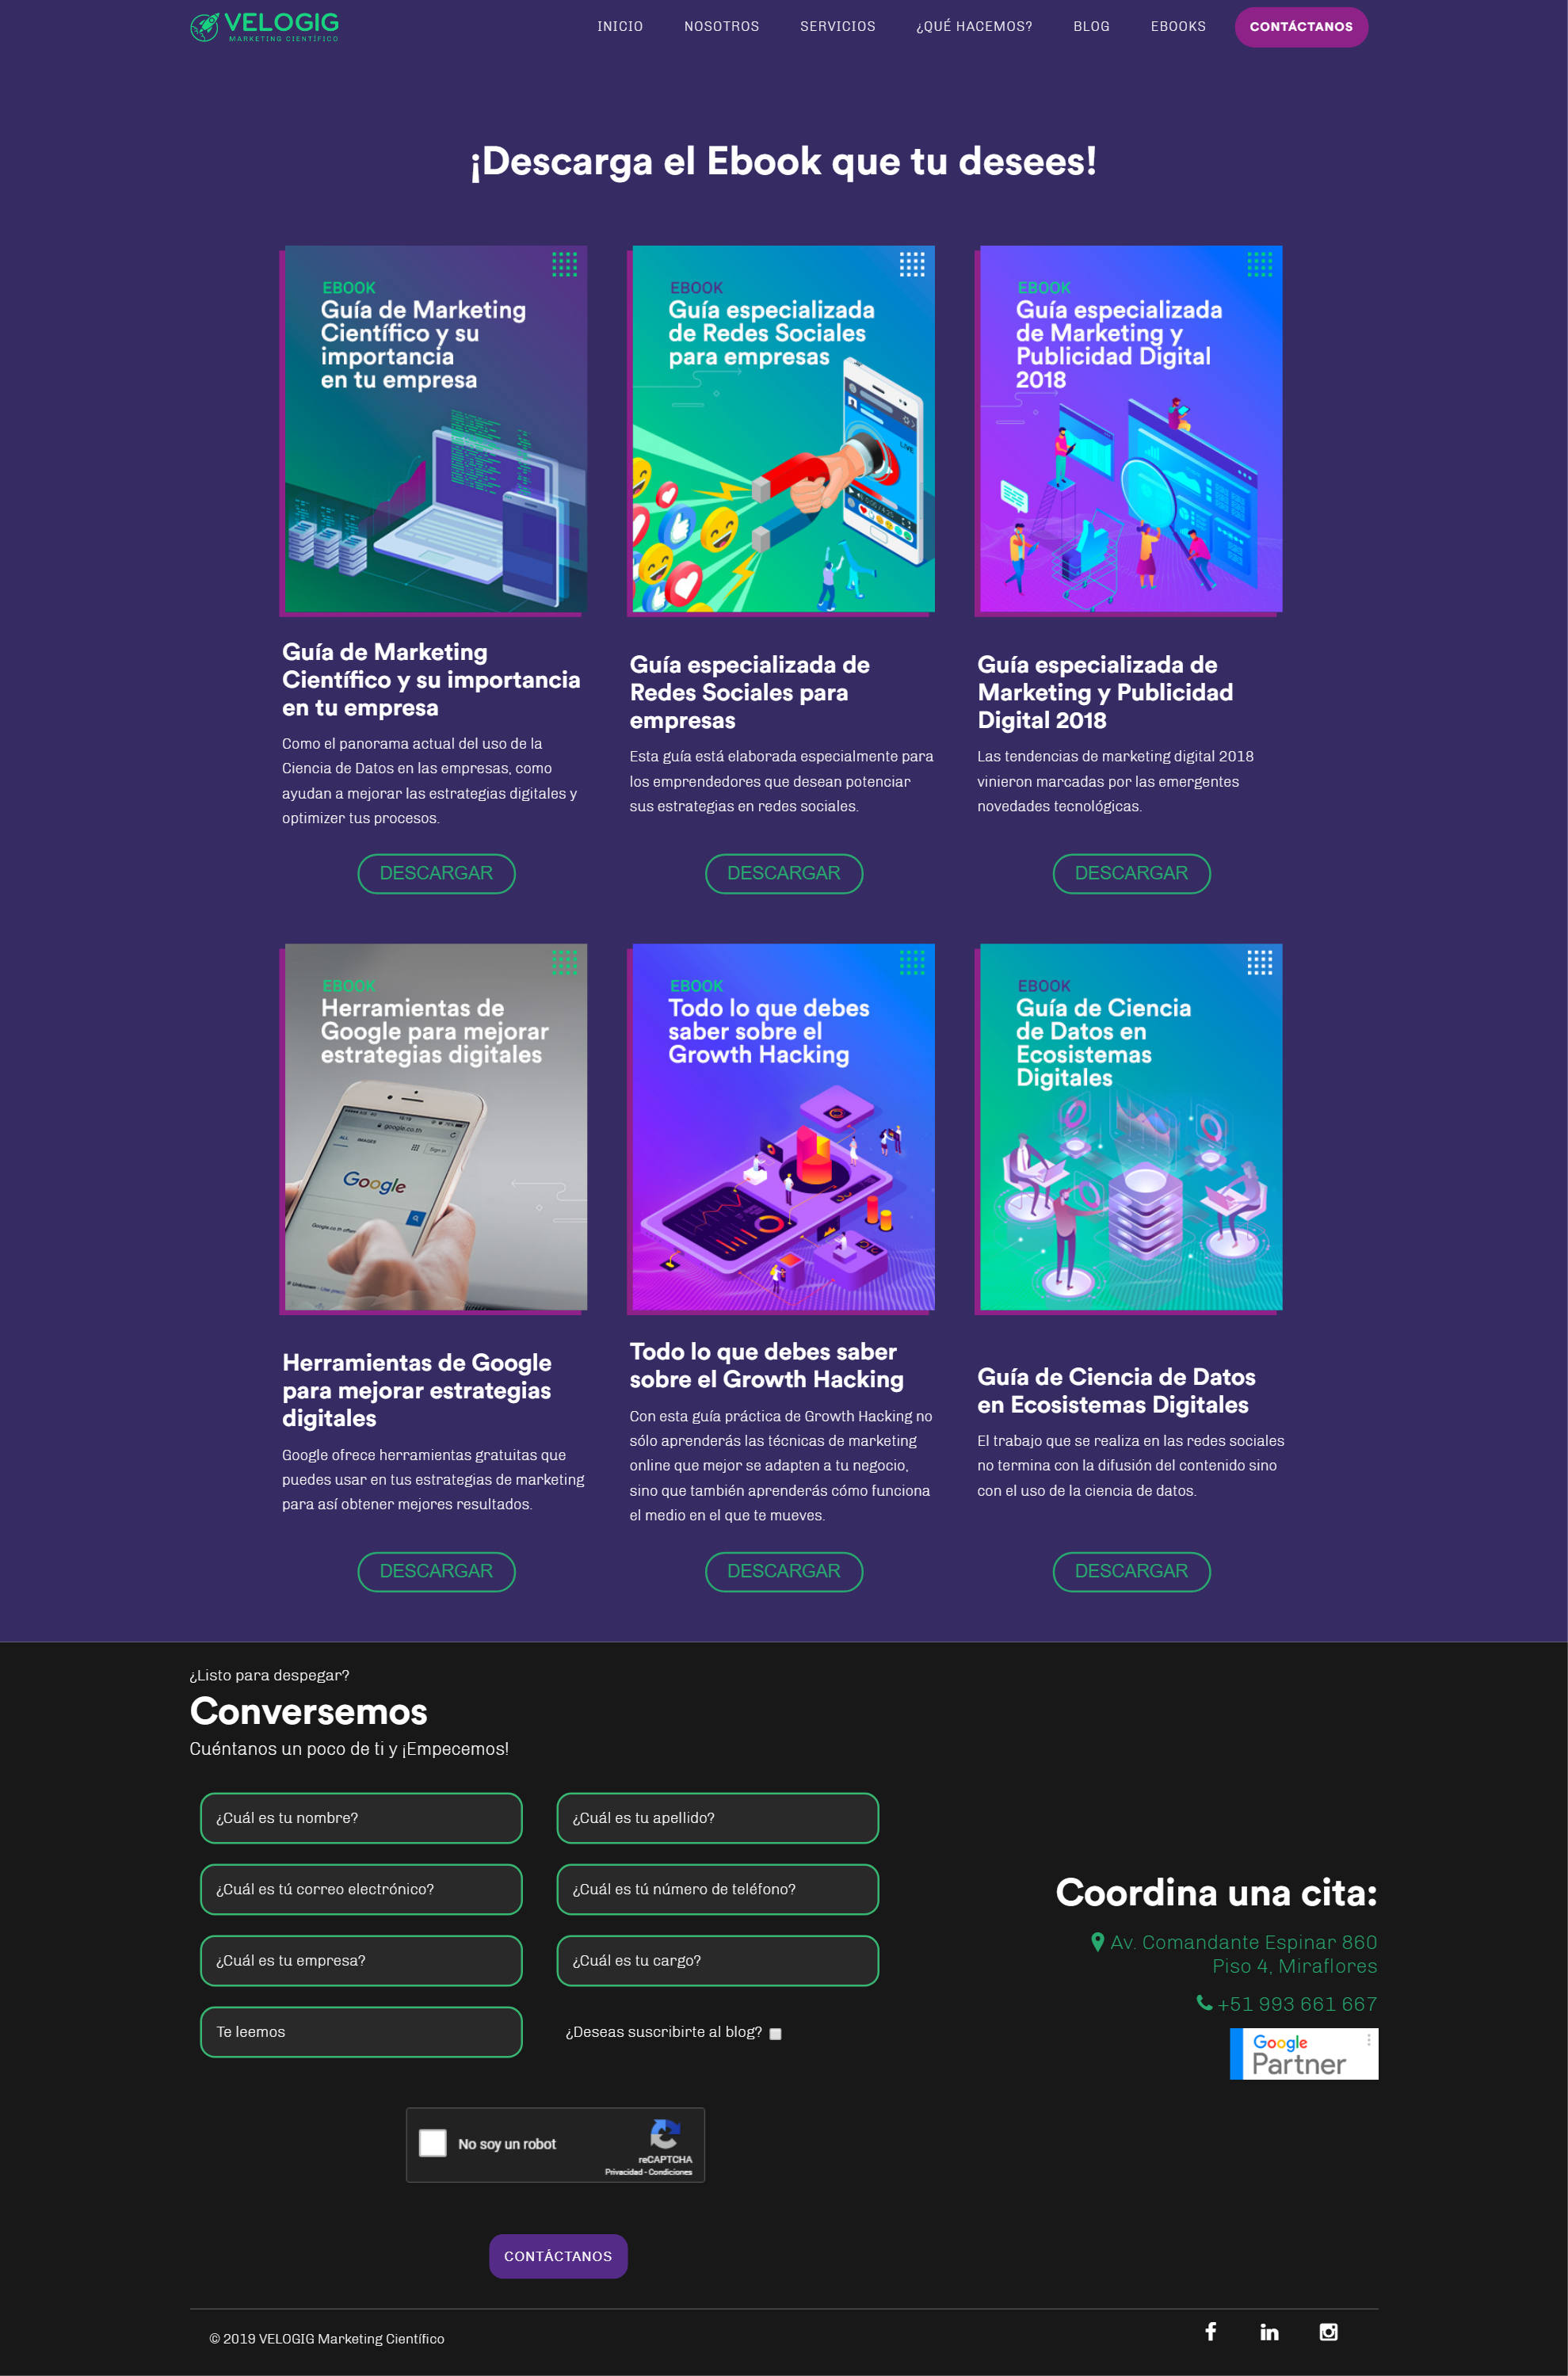 VELOGIG
MARKETING CIENTÍFICO
INICIO
NOSOTROS
SERVICIOS
¿QUÉ HACEMOS?
BLOG
EBOOKS
CONTÁCTANOS
¡Descarga el Ebook que tu desees!
EBOOK
Guía de Marketing
Científico y su
importancia
en tu empresa
EBOOK
Guía especializada
de Redes Sociales
para empresas
LIVE
EBOOK
Guía especializada
de Marketing y
Publicidad Digital
2018
Guía de Marketing
Científico y su importancia
en tu empresa
Como el panorama actual del uso de la
Ciencia de Datos en las empresas, como
ayudan a mejorar las estrategias digitales y
optimizer tus procesos.
DESCARGAR
Guía especializada de
Redes Sociales para
empresas
Esta guía está elaborada especialmente para
los emprendedores que desean potenciar
sus estrategias en redes sociales.
DESCARGAR
Guía especializada de
Marketing y Publicidad
Digital 2018
Las tendencias de marketing digital 2018
vinieron marcadas por las emergentes
novedades tecnológicas.
DESCARGAR
EBOOK
Herramientas de
Google para mejorar
estrategias digitales
google.co.th
ALL IMAGES
Sign in
Google
EBOOK
Todo lo que debes
saber sobre el
Growth Hacking
EBOOK
Guía de Ciencia
de Datos en
Ecosistemas
Digitales
Herramientas de Google
para mejorar estrategias
digitales
Google ofrece herramientas gratuitas que
puedes usar en tus estrategias de marketing
para así obtener mejores resultados.
DESCARGAR
Todo lo que debes saber
sobre el Growth Hacking
Con esta guía práctica de Growth Hacking no
sólo aprenderás las técnicas de marketing
online que mejor se adapten a tu negocio,
sino que también aprenderás cómo funciona
el medio en el que te mueves.
DESCARGAR
Guía de Ciencia de Datos
en Ecosistemas Digitales
El trabajo que se realiza en las redes sociales
no termina con la difusión del contenido sino
con el uso de la ciencia de datos.
DESCARGAR
¿Listo para despegar?
Conversemos
Cuéntanos un poco de ti y ¡Empecemos!
¿Cuál es tu nombre?
¿Cuál es tu apellido?
¿Cuál es tú correo electrónico?
¿Cuál es tú número de teléfono?
¿Cuál es tu empresa?
¿Cuál es tu cargo?
Te leemos
¿Deseas suscribirte al blog?
No soy un robot
reCAPTCHA
Privacidad - Condiciones
CONTÁCTANOS
Coordina una cita:
Av. Comandante Espinar 860
Piso 4, Miraflores
+51 993 661 667
Google
Partner
© 2019 VELOGIG Marketing Científico